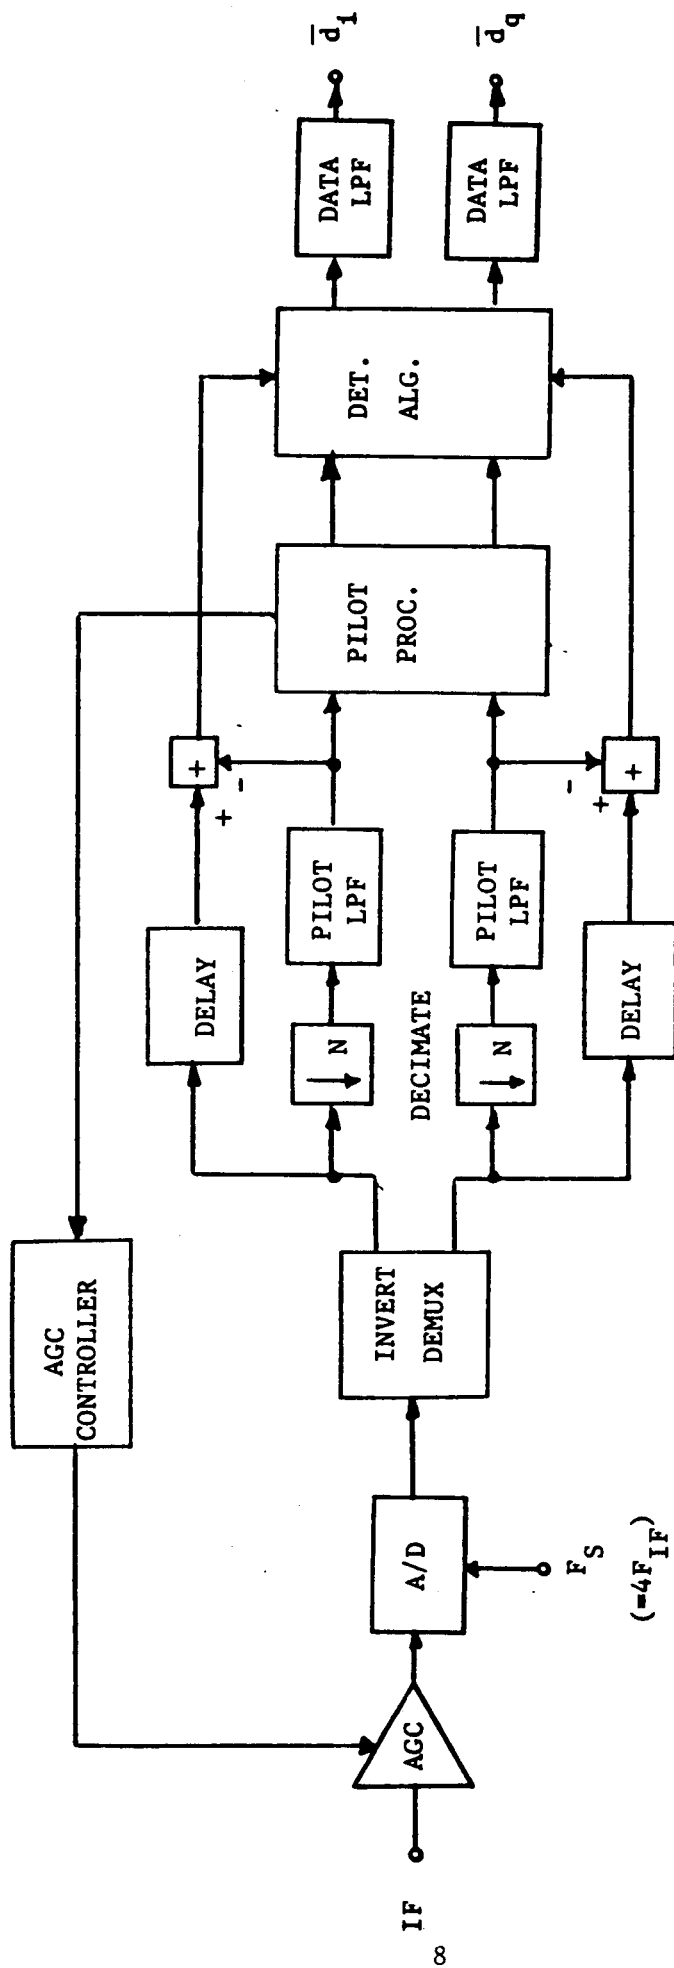 IF
AGC
AGC
CONTROLLER
A/D
F_S
(=4F_IF)
INVERT
DEMUX
DELAY
↓ N
DECIMATE
↓ N
DELAY
PILOT
LPF
PILOT
LPF
+
-
+
-
+
+
PILOT
PROC.
DET.
ALG.
DATA
LPF
DATA
LPF
d̅_i
d̅_q
8